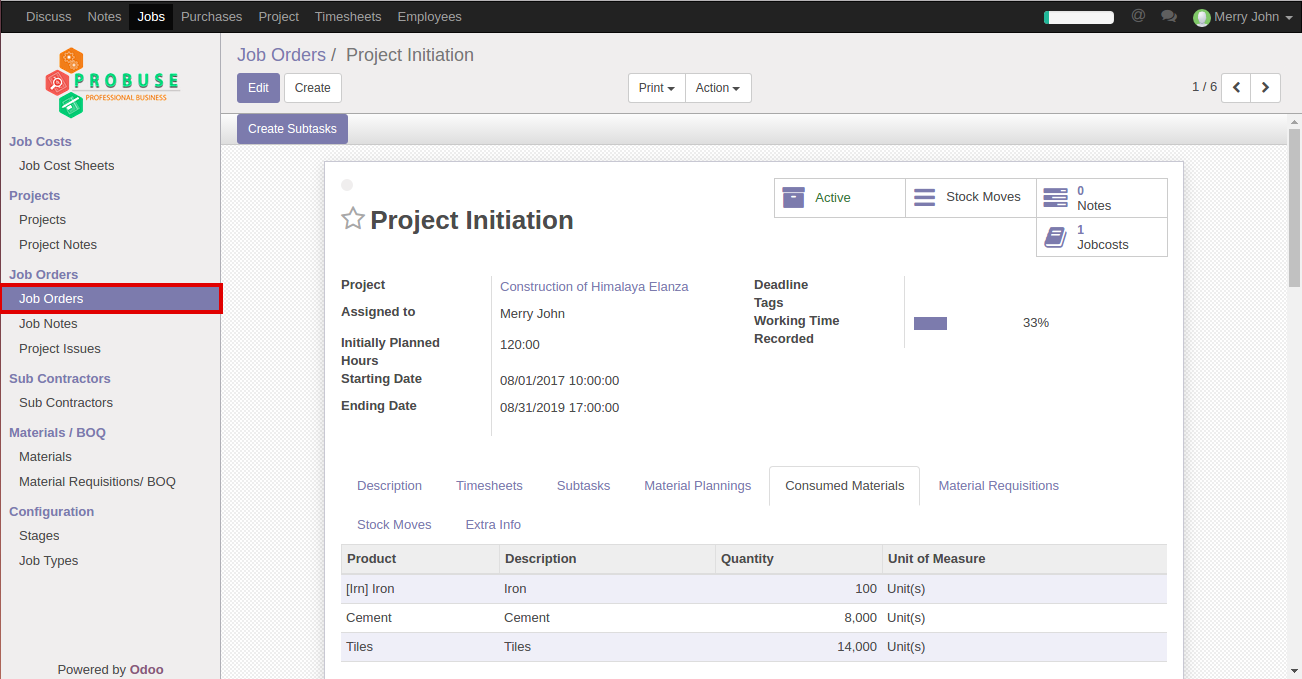 Discuss Notes Jobs Purchases Project Timesheets Employees @ Merry John
PROBUSE
PROFESSIONAL BUSINESS
Job Costs
Job Cost Sheets
Projects
Projects
Project Notes
Job Orders
Job Orders
Job Notes
Project Issues
Sub Contractors
Sub Contractors
Materials / BOQ
Materials
Material Requisitions/ BOQ
Configuration
Stages
Job Types
Powered by Odoo
Job Orders / Project Initiation
Edit Create Print Action 1 / 6
Create Subtasks
Active Stock Moves 0 Notes
1 Jobcosts
Project Initiation
Project Construction of Himalaya Elanza
Assigned to Merry John
Initially Planned Hours 120:00
Starting Date 08/01/2017 10:00:00
Ending Date 08/31/2019 17:00:00
Deadline
Tags
Working Time Recorded 33%
Description Timesheets Subtasks Material Plannings Consumed Materials Material Requisitions
Stock Moves Extra Info
Product Description Quantity Unit of Measure
[Irn] Iron Iron 100 Unit(s)
Cement Cement 8,000 Unit(s)
Tiles Tiles 14,000 Unit(s)